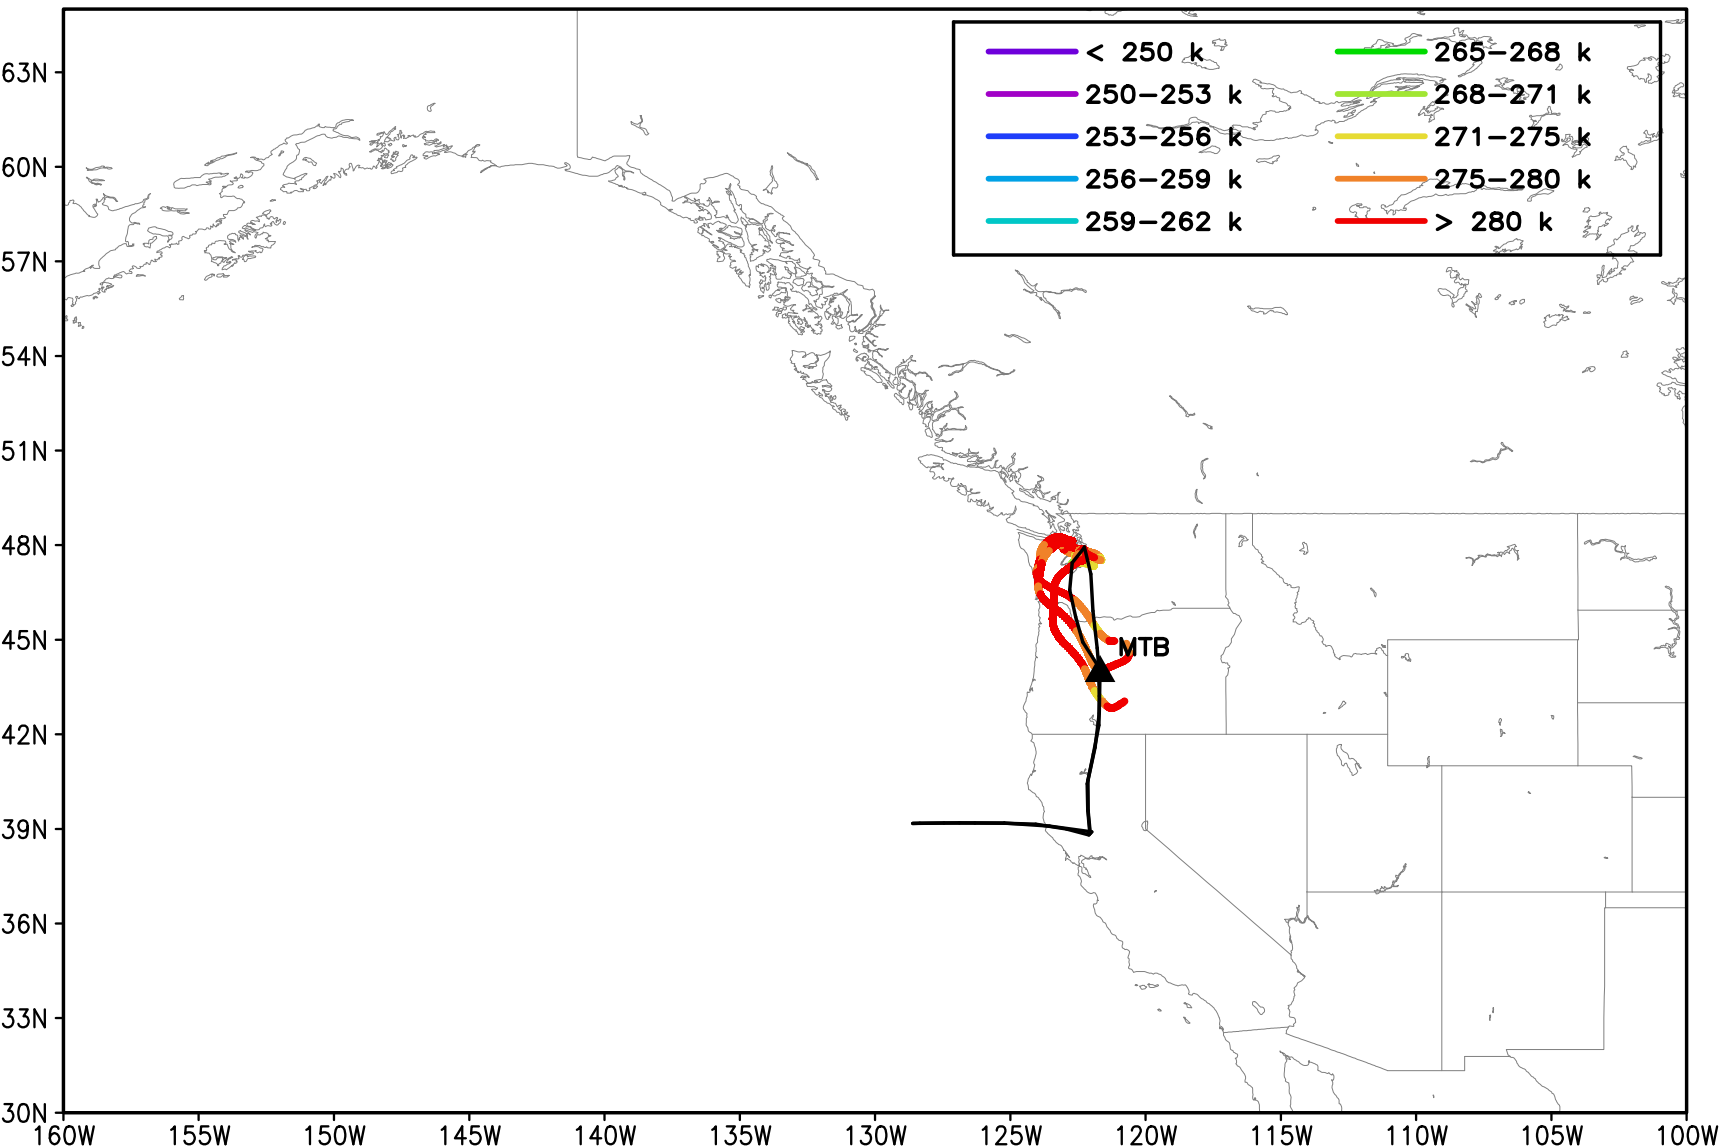 < 250 k
265-268 k
250-253 k
268-271 k
253-256 k
271-275 k
256-259 k
275-280 k
259-262 k
> 280 k
63N
60N
57N
54N
51N
48N
45N
42N
39N
36N
33N
30N
MTB
160W 155W 150W 145W 140W 135W 130W 125W 120W 115W 110W 105W 100W